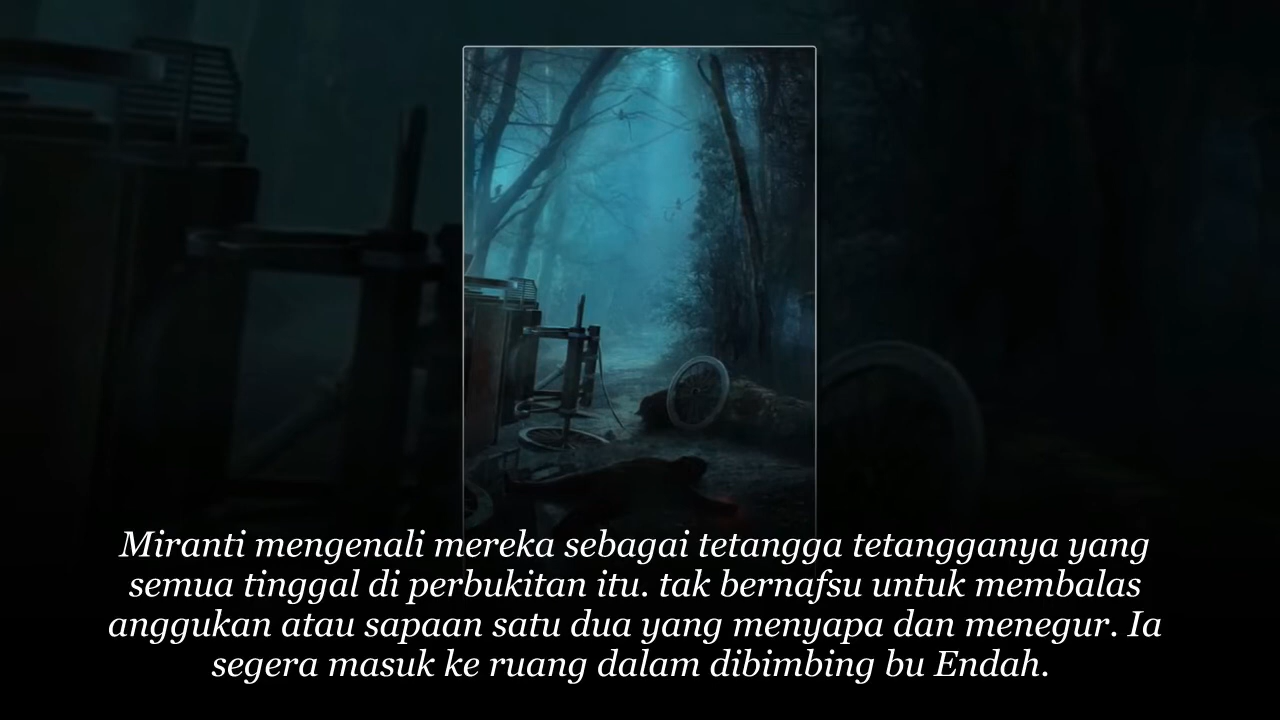 Miranti mengenali mereka sebagai tetangga tetangganya yang
semua tinggal di perbukitan itu. tak bernafsu untuk membalas
anggukan atau sapaan satu dua yang menyapa dan menegur. Ia
segera masuk ke ruang dalam dibimbing bu Endah.